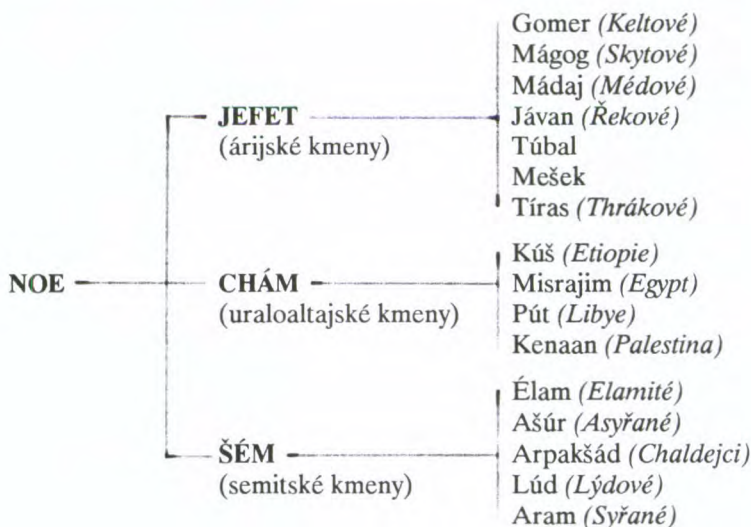 NOE
JEFET
(árijské kmeny)
Gomer (Keltové)
Mágog (Skytové)
Mádaj (Médové)
Jávan (Řekové)
Túbal
Mešek
Tíras (Thrákové)
CHÁM
(uraloaltajské kmeny)
Kúš (Etiopie)
Misrajim (Egypt)
Pút (Libye)
Kenaan (Palestina)
ŠÉM
(semitské kmeny)
Élam (Elamité)
Ašúr (Asyřané)
Arpakšád (Chaldejci)
Lúd (Lýdové)
Aram (Syřané)